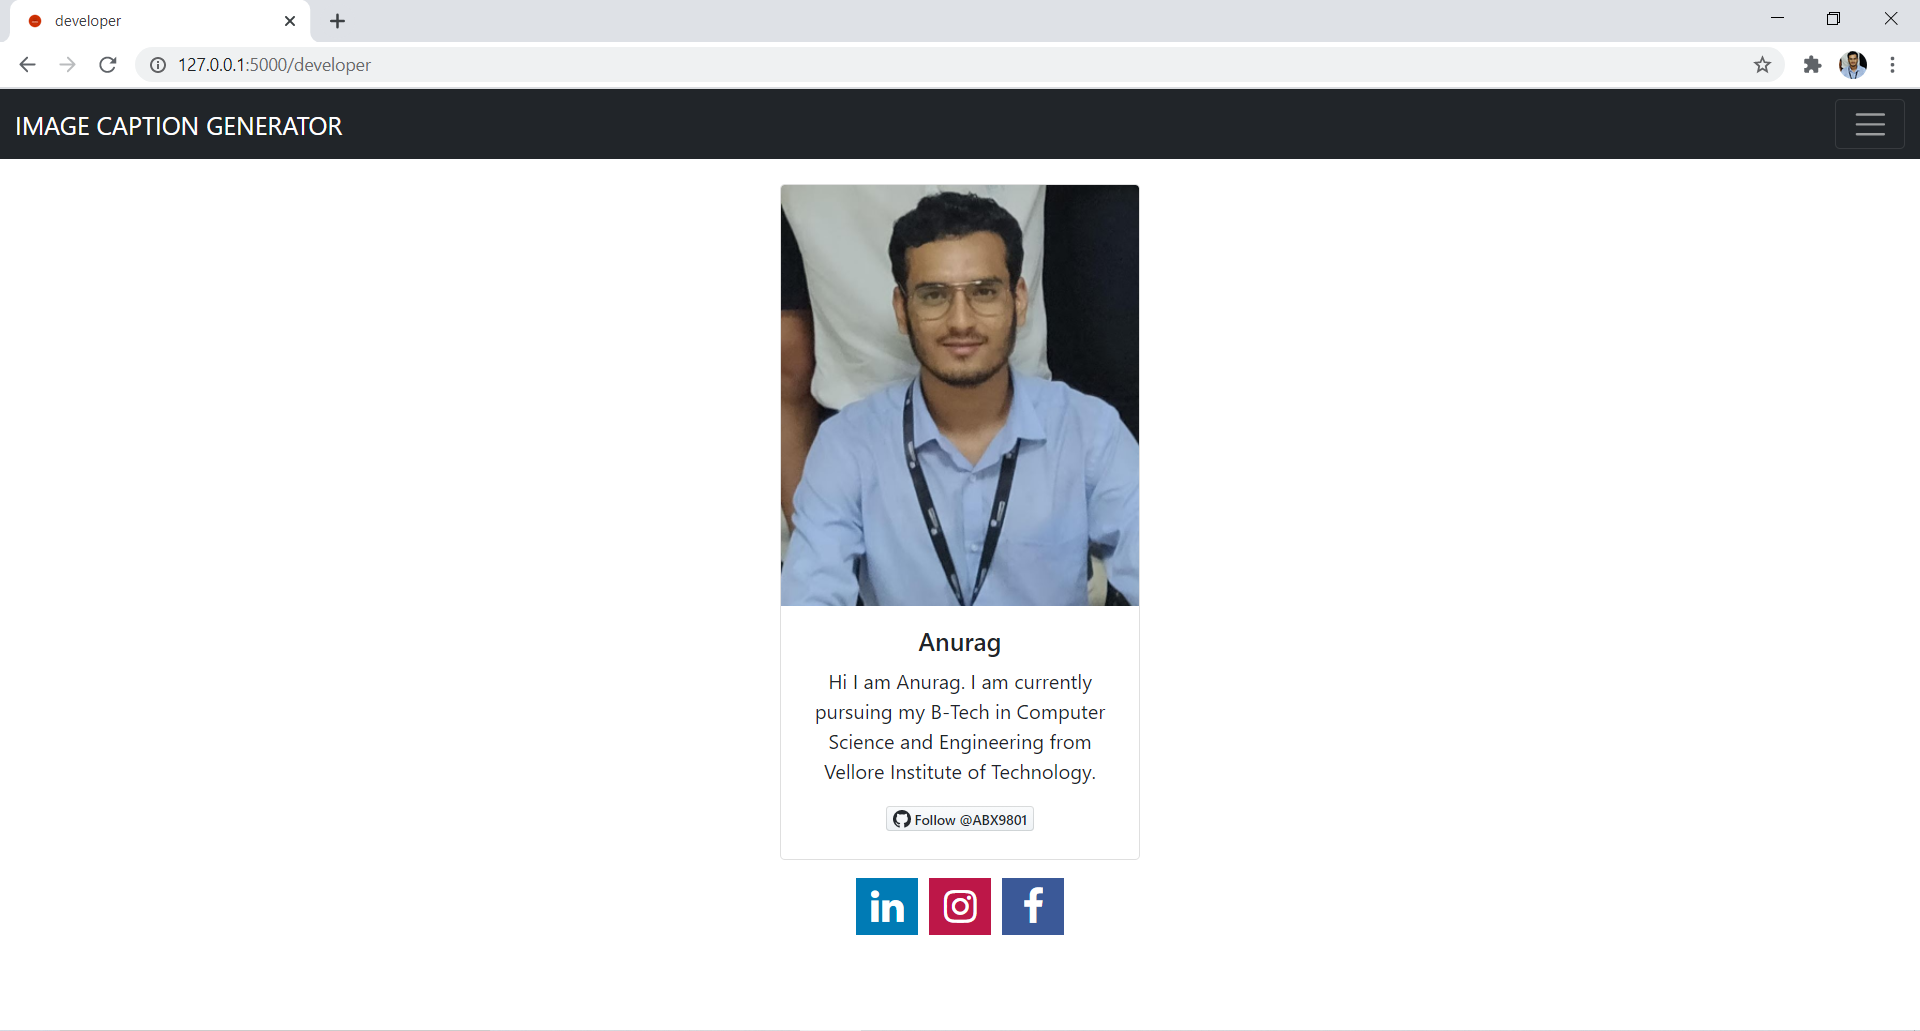 developer
127.0.0.1:5000/developer
IMAGE CAPTION GENERATOR
Anurag
Hi I am Anurag. I am currently
pursuing my B-Tech in Computer
Science and Engineering from
Vellore Institute of Technology.
Follow @ABX9801
in
f